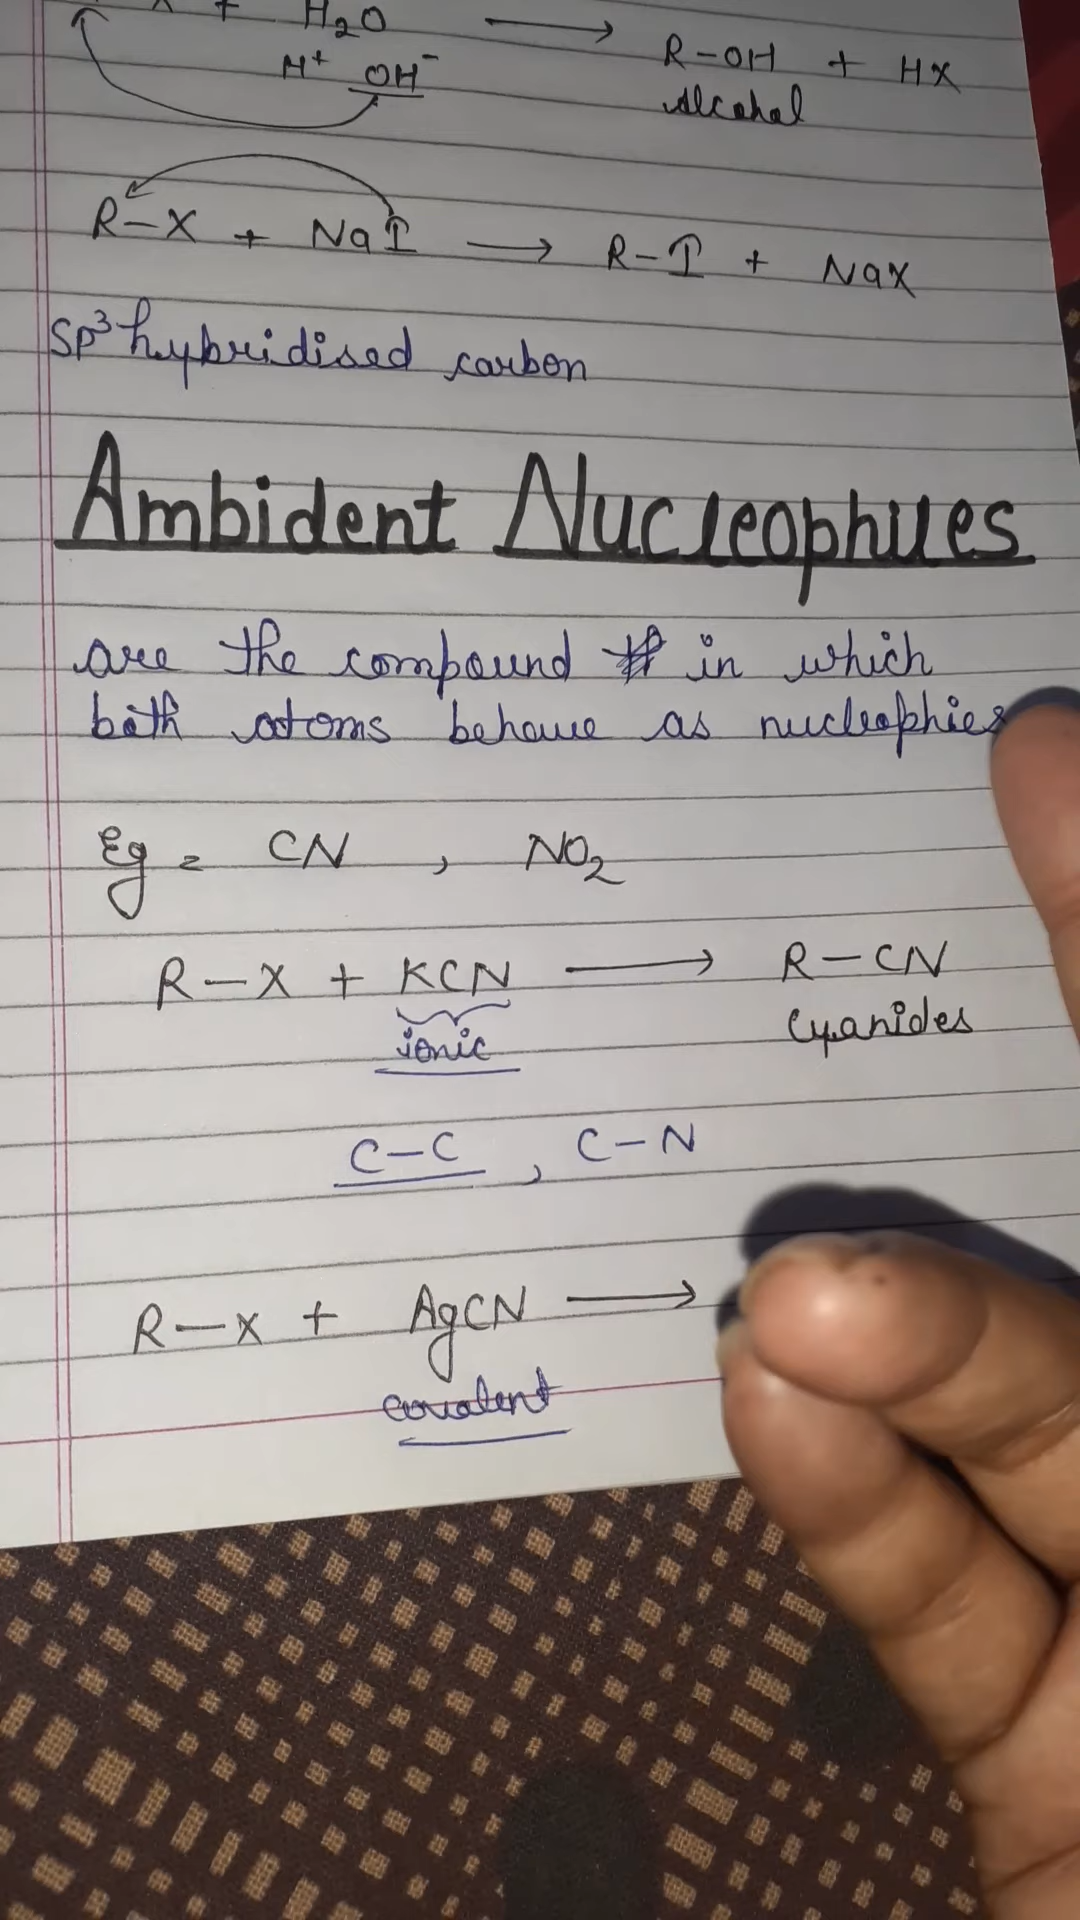 + H₂O ⟶ R-OH + HX
H⁺ OH⁻ Alcohal
R-X + NaI ⟶ R-I + NaX
SP³ hybridised carbon
Ambident Nucleophiles
are the compound in which
both atoms behave as nucleophies
Eg = CN , NO₂
R-X + KCN ⟶ R-CN
ionic Cyanides
C-C , C-N
R-X + AgCN ⟶
covalent